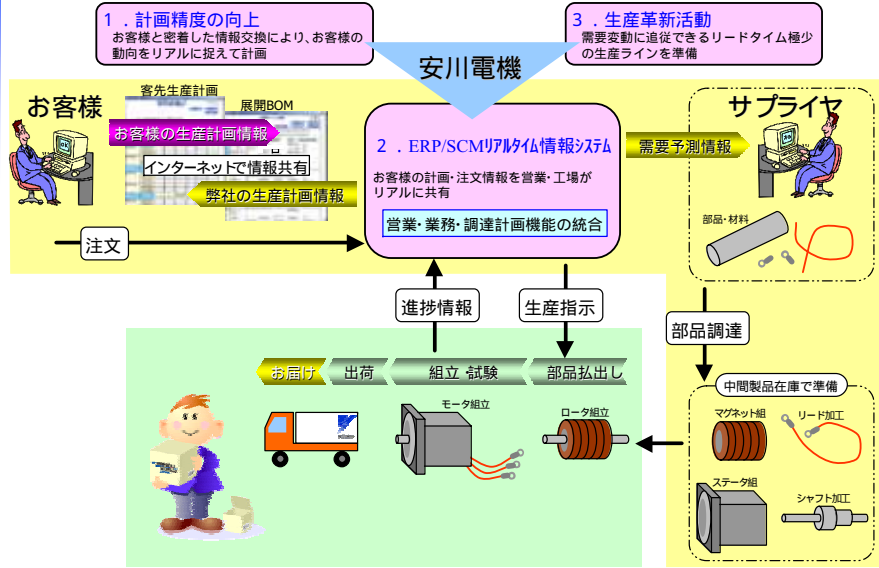 １．計画精度の向上
お客様と密着した情報交換により、お客様の
動向をリアルに捉えて計画
３．生産革新活動
需要変動に追従できるリードタイム極少
の生産ラインを準備
安川電機
お客様
客先生産計画
展開BOM
お客様の生産計画情報
インターネットで情報共有
弊社の生産計画情報
注文
２．ERP/SCMﾘｱﾙﾀｲﾑ情報ｼｽﾃﾑ
お客様の計画・注文情報を営業・工場が
リアルに共有
営業・業務・調達計画機能の統合
需要予測情報
サプライヤ
部品・材料
進捗情報
生産指示
部品調達
お届け
出荷
組立・試験
部品払出し
モータ組立
ロータ組立
中間製品在庫で準備
マグネット組
リード加工
ステータ組
シャフト加工